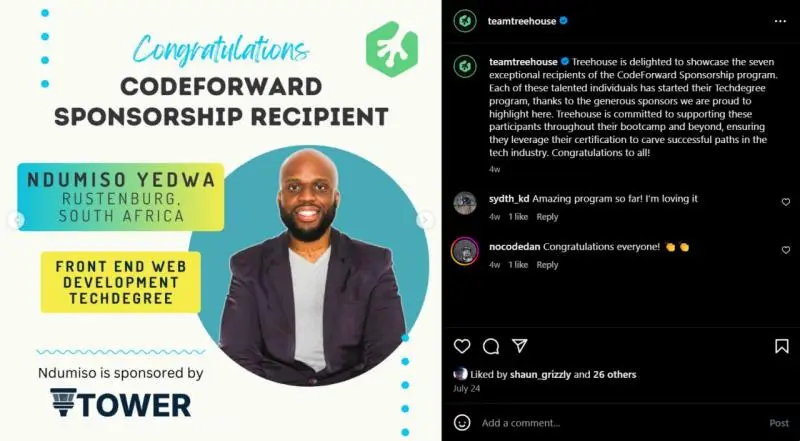 Congratulations
CODEFORWARD
SPONSORSHIP RECIPIENT
NDUMISO YEDWA
RUSTENBURG,
SOUTH AFRICA
FRONT END WEB
DEVELOPMENT
TECHDEGREE
Ndumiso is sponsored by
TOWER
teamtreehouse
teamtreehouse Treehouse is delighted to showcase the seven
exceptional recipients of the CodeForward Sponsorship program.
Each of these talented individuals has started their Techdegree
program, thanks to the generous sponsors we are proud to
highlight here. Treehouse is committed to supporting these
participants throughout their bootcamp and beyond, ensuring
they leverage their certification to carve successful paths in the
tech industry. Congratulations to all!
4w
sydth_kd Amazing program so far! I'm loving it
4w 1 like Reply
nocodedan Congratulations everyone! 👏 👏
4w 1 like Reply
Liked by shaun_grizzly and 26 others
July 24
Add a comment...
Post